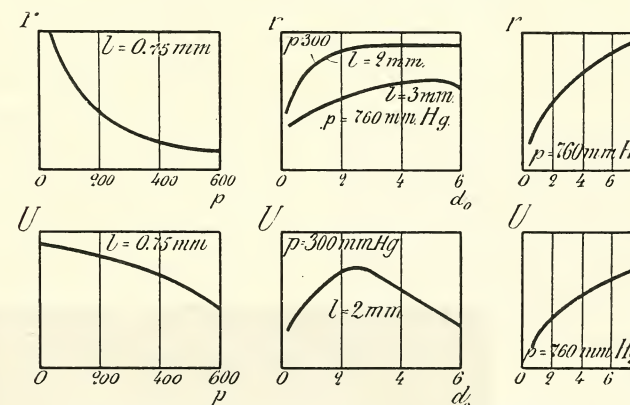 r
l = 0.75 mm
0 200 400 600
p
r
p 300
l = 2 mm.
l = 3 mm.
p = 760 mm. Hg.
0 2 4 6
d₀
r
p = 760 mm. H
0 2 4 6
U
l = 0.75 mm
0 200 400 600
p
U
p = 300 mm. Hg
l = 2 mm
0 2 4 6
d₀
U
p = 760 mm. Hg
0 2 4 6